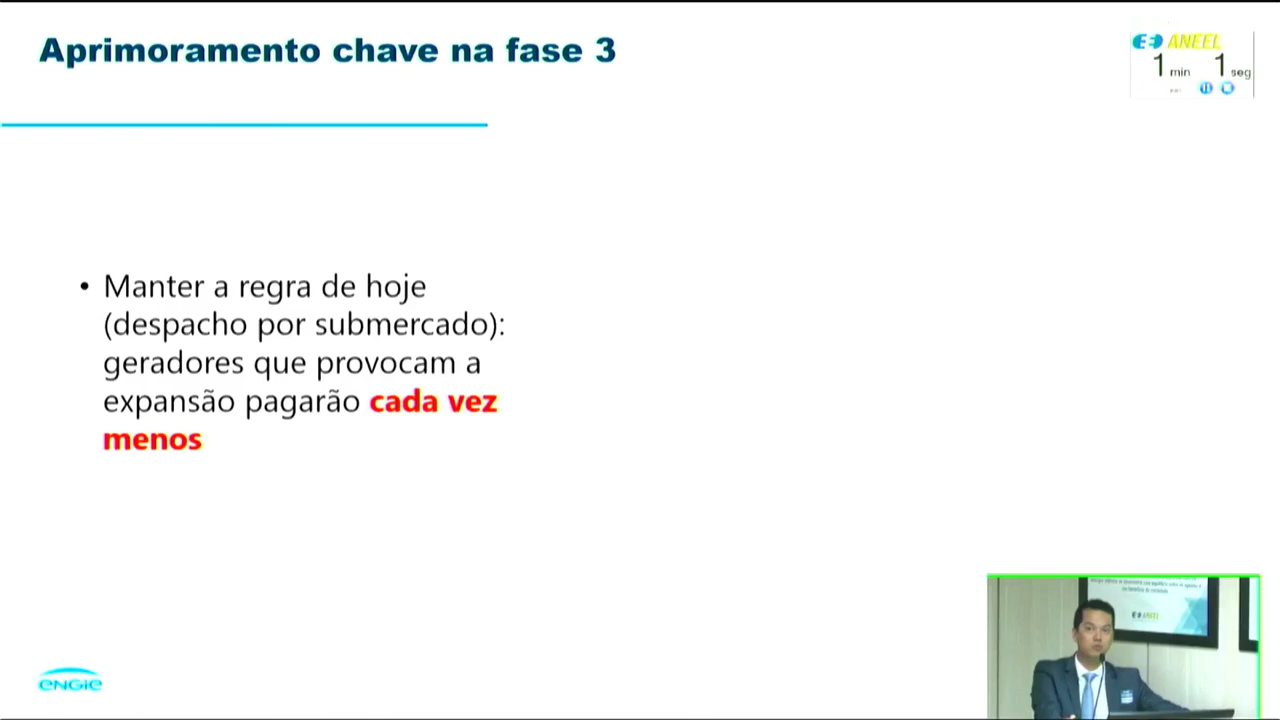 Aprimoramento chave na fase 3
ANEEL
1 min 1 seg
• Manter a regra de hoje
(despacho por submercado):
geradores que provocam a
expansão pagarão cada vez
menos
ANEEL
ENGIE